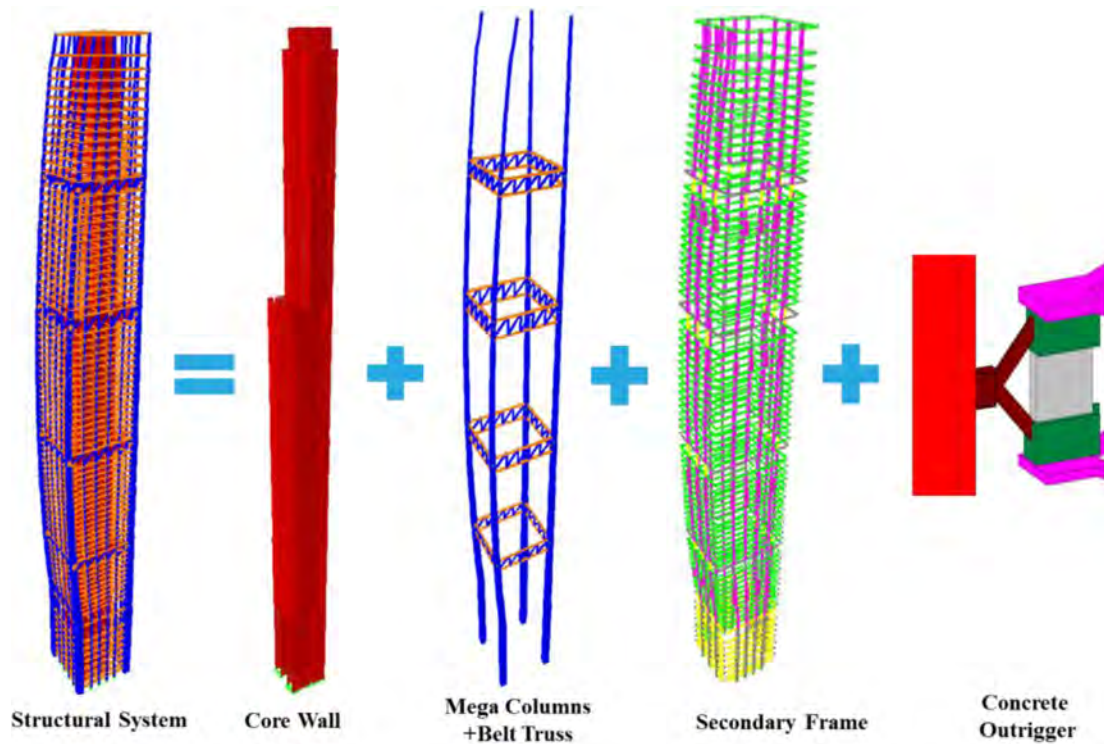 Structural System
Core Wall
Mega Columns
+Belt Truss
Secondary Frame
Concrete
Outrigger